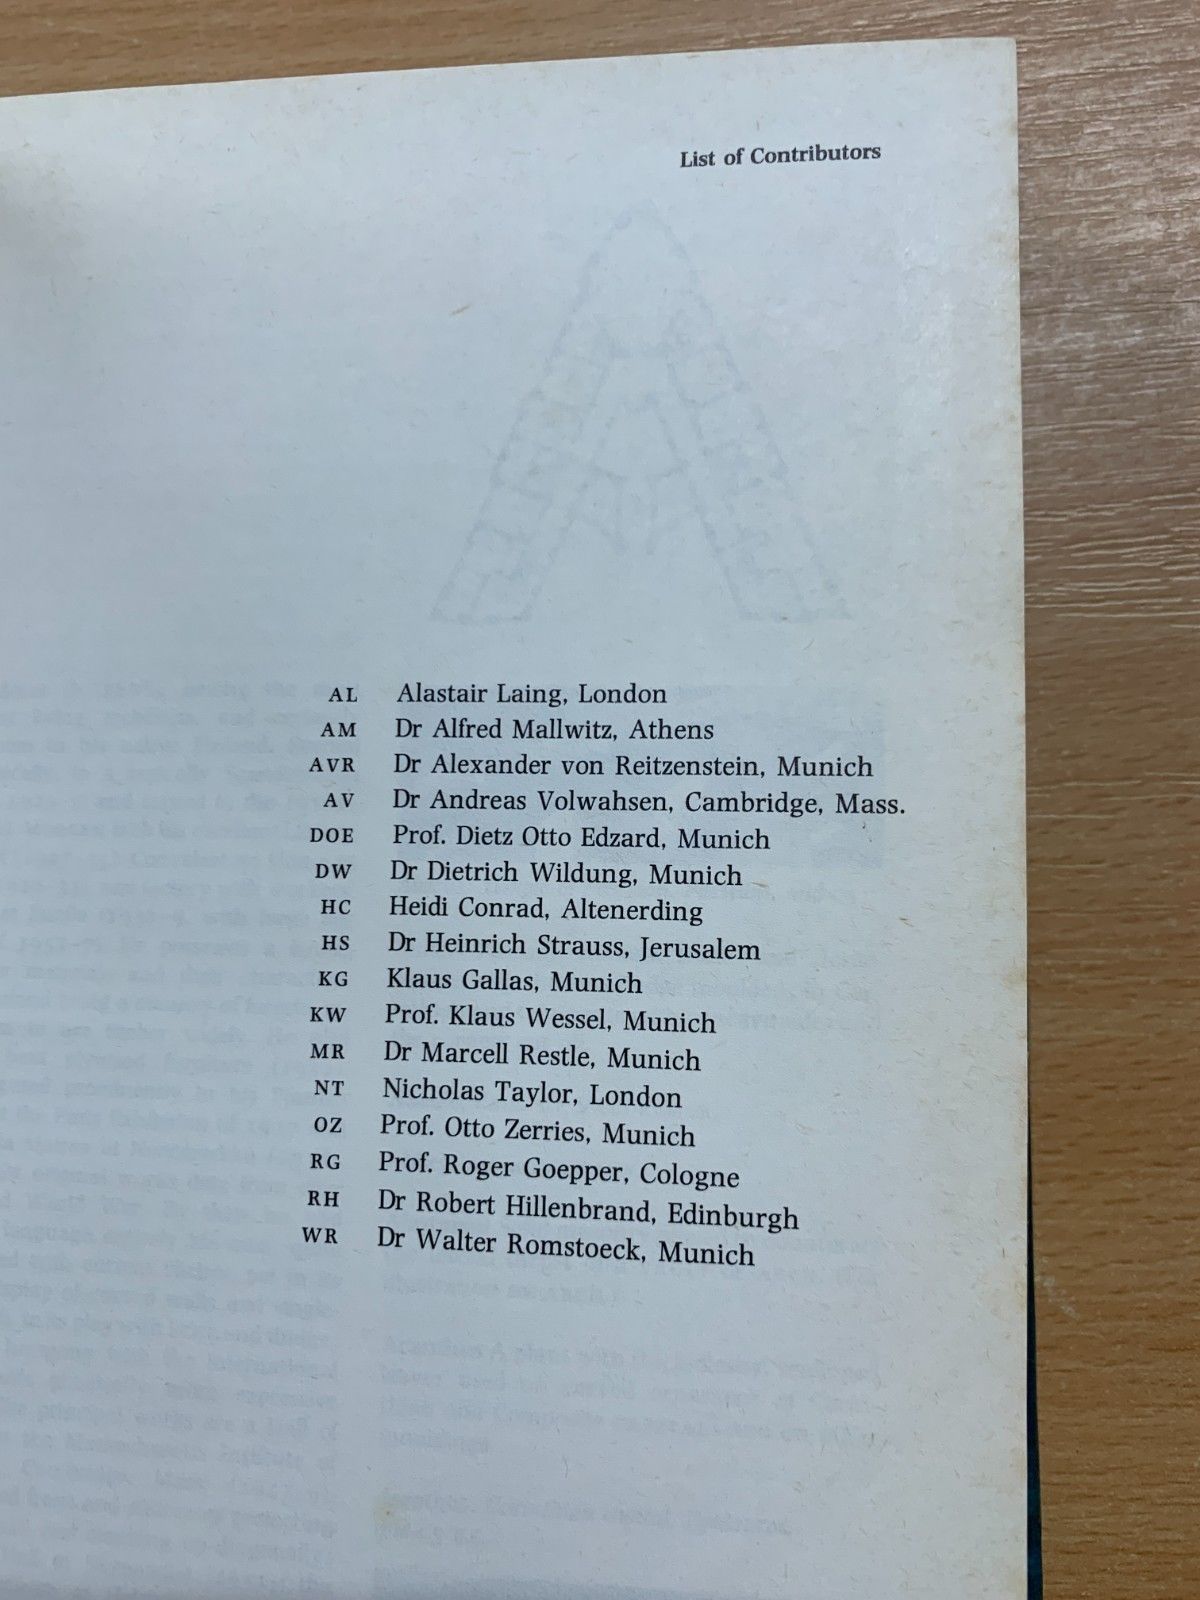 List of Contributors
AL Alastair Laing, London
AM Dr Alfred Mallwitz, Athens
AVR Dr Alexander von Reitzenstein, Munich
AV Dr Andreas Volwahsen, Cambridge, Mass.
DOE Prof. Dietz Otto Edzard, Munich
DW Dr Dietrich Wildung, Munich
HC Heidi Conrad, Altenerding
HS Dr Heinrich Strauss, Jerusalem
KG Klaus Gallas, Munich
KW Prof. Klaus Wessel, Munich
MR Dr Marcell Restle, Munich
NT Nicholas Taylor, London
OZ Prof. Otto Zerries, Munich
RG Prof. Roger Goepper, Cologne
RH Dr Robert Hillenbrand, Edinburgh
WR Dr Walter Romstoeck, Munich